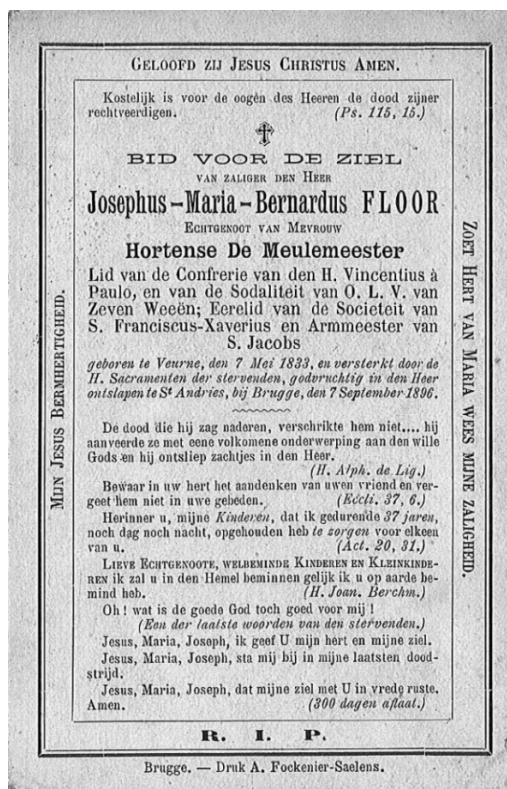 GELOOFD ZIJ JESUS CHRISTUS AMEN.
Kostelijk is voor de oogen des Heeren de dood zijner
rechtveerdigen. (Ps. 115, 15.)
BID VOOR DE ZIEL
VAN ZALIGER DEN HEER
Josephus-Maria-Bernardus FLOOR
ECHTGENOOT VAN MEVROUW
Hortense De Meulemeester
Lid van de Confrerie van den H. Vincentius à
Paulo, en van de Sodaliteit van O. L. V. van
Zeven Weeën; Eerelid van de Societeit van
S. Franciscus-Xaverius en Armmeester van
S. Jacobs
geboren te Veurne, den 7 Mei 1833, en versterkt door de
H. Sacramenten der stervenden, godvruchtig in den Heer
ontslapen te St Andries, bij Brugge, den 7 September 1896.
De dood die hij zag naderen, verschrikte hem niet.... hij
aanveerde ze met eene volkomene onderwerping aan den wille
Gods en hij ontsliep zachtjes in den Heer.
(H. Alph. de Lig.)
Bewaar in uw hert het aandenken van uwen vriend en ver-
geet hem niet in uwe gebeden. (Eccli. 37, 6.)
Herinner u, mijne Kinderen, dat ik gedurende 37 jaren,
noch dag noch nacht, opgehouden heb te zorgen voor elkeen
van u. (Act. 20, 31.)
LIEVE ECHTGENOOTE, WELBEMINDE KINDEREN EN KLEINKINDE-
REN ik zal u in den Hemel beminnen gelijk ik u op aarde be-
mind heb. (H. Joan. Berchm.)
Oh! wat is de goede God toch goed voor mij!
(Een der laatste woorden van den stervenden.)
Jesus, Maria, Joseph, ik geef U mijn hert en mijne ziel.
Jesus, Maria, Joseph, sta mij bij in mijne laatsten dood-
strijd.
Jesus, Maria, Joseph, dat mijne ziel met U in vrede ruste.
Amen. (300 dagen aflaat.)
R. I. P.
MIJN JESUS BERMHERTIGHEID.
ZOET HERT VAN MARIA WEES MIJNE ZALIGHEID.
Brugge. — Druk A. Fockenier-Saelens.